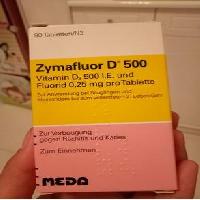 90 Tabletten/N3
Zymafluor D® 500
Vitamin D₃ 500 I.E. und
Fluorid 0,25 mg pro Tablette
Zur Anwendung bei Säuglingen und
Kleinkindern bis zum vollendeten 2. Lebensjahr
Zur Vorbeugung
gegen Rachitis und Karies
Zum Einnehmen
MEDA